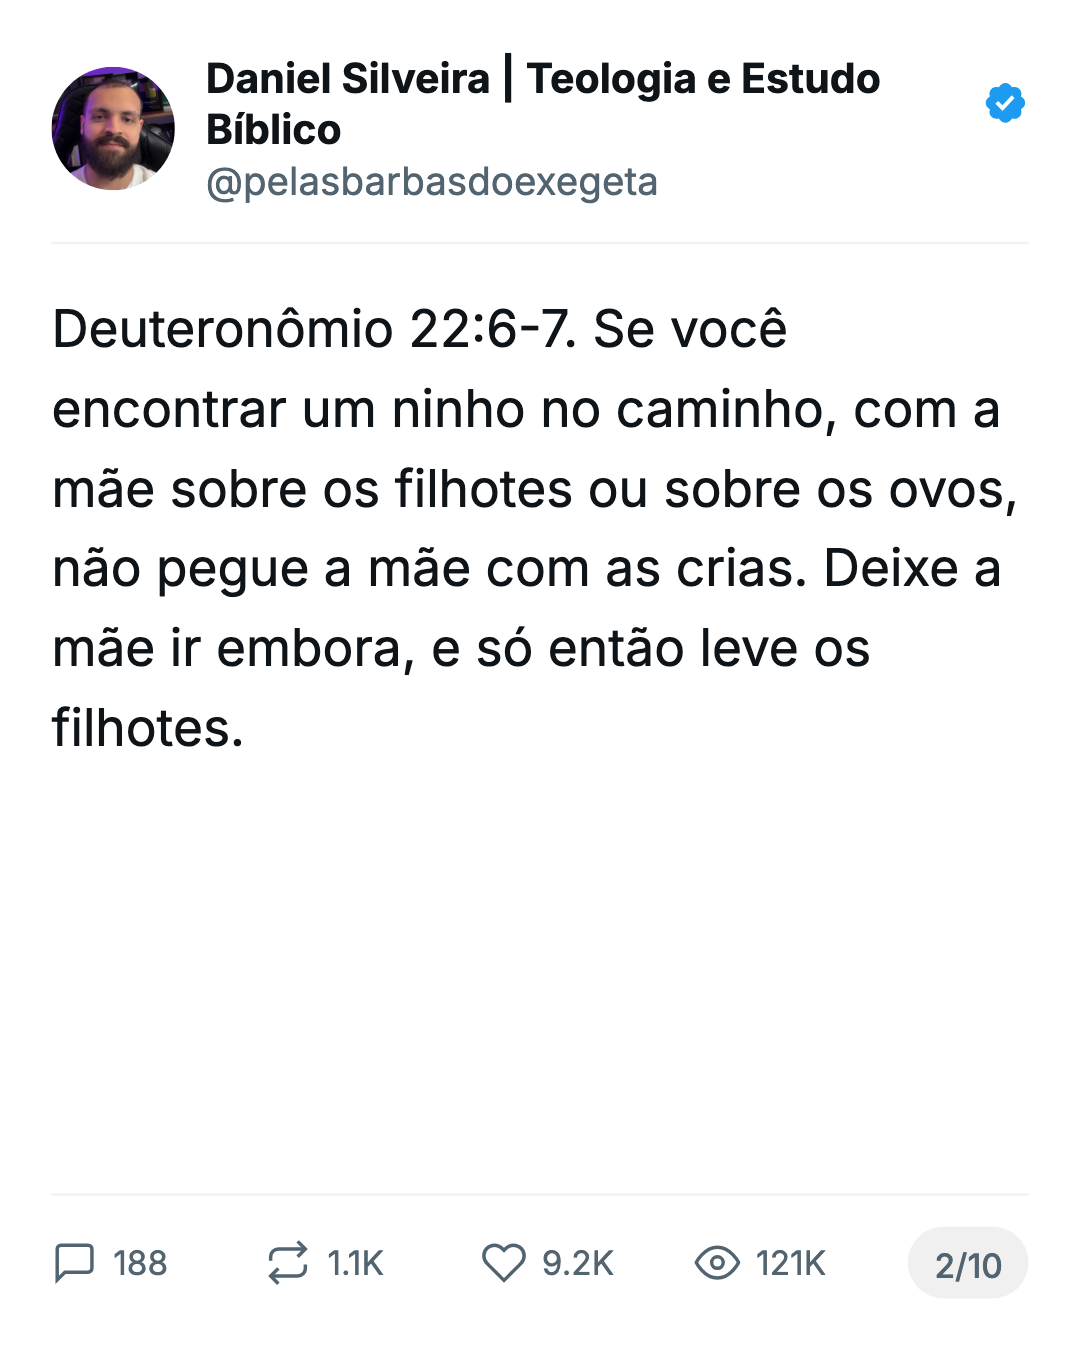 Daniel Silveira | Teologia e Estudo
Bíblico
@pelasbarbasdoexegeta
Deuteronômio 22:6-7. Se você
encontrar um ninho no caminho, com a
mãe sobre os filhotes ou sobre os ovos,
não pegue a mãe com as crias. Deixe a
mãe ir embora, e só então leve os
filhotes.
188 1.1K 9.2K 121K 2/10